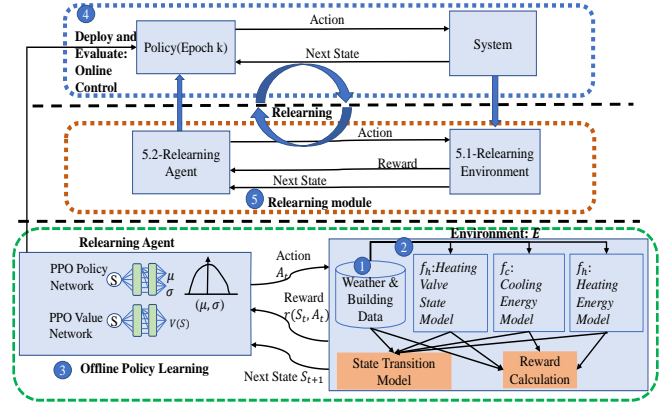 4
Deploy and
Evaluate:
Online
Control
Policy(Epoch k)
Action
Next State
System
Relearning
5.2-Relearning
Agent
Action
Reward
Next State
5.1-Relearning
Environment
5
Relearning module
Relearning Agent
PPO Policy
Network
S
μ
σ
(μ, σ)
PPO Value
Network
S
V(S)
3
Offline Policy Learning
Action
A_t
Reward
r(S_t, A_t)
Next State S_{t+1}
Environment: E
1
2
Weather &
Building
Data
f_h:Heating
Valve
State
Model
f_c:
Cooling
Energy
Model
f_h:
Heating
Energy
Model
State Transition
Model
Reward
Calculation